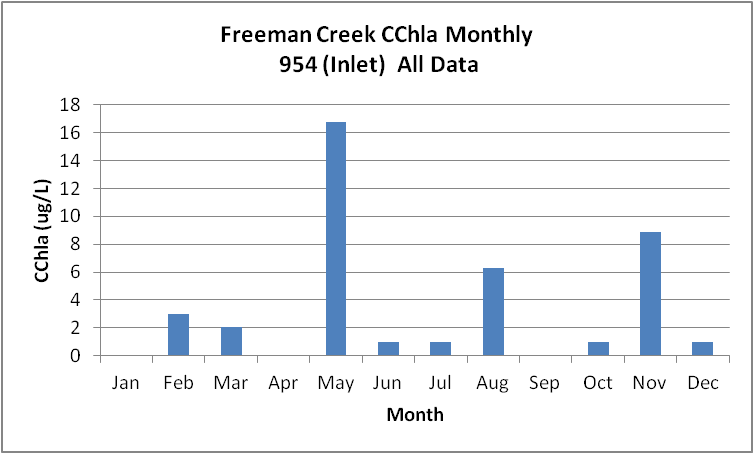 Freeman Creek CChla Monthly
954 (Inlet)  All Data
CChla (ug/L)
18
16
14
12
10
8
6
4
2
0
Jan Feb Mar Apr May Jun Jul Aug Sep Oct Nov Dec
Month